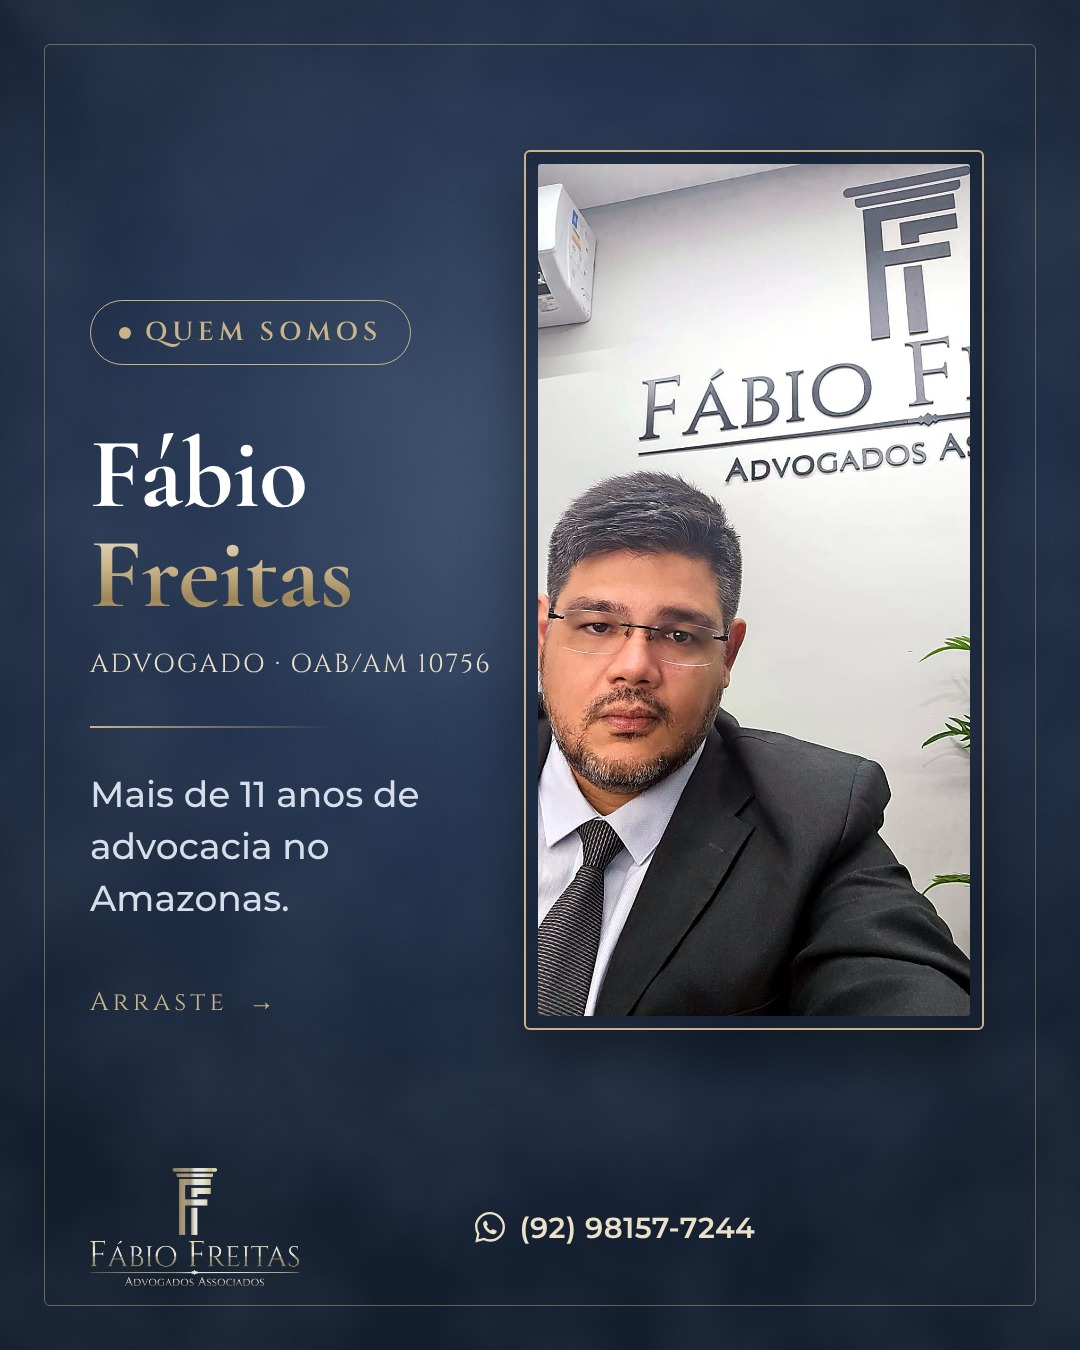 QUEM SOMOS
Fábio
Freitas
ADVOGADO · OAB/AM 10756
Mais de 11 anos de
advocacia no
Amazonas.
ARRASTE →
FÁBIO
ADVOGADOS
FÁBIO FREITAS
ADVOGADOS ASSOCIADOS
(92) 98157-7244